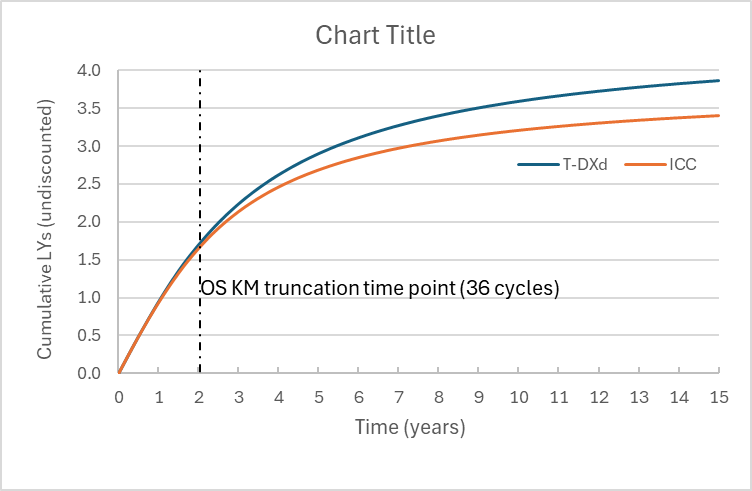 Chart Title
Cumulative LYs (undiscounted)
4.0
3.5
3.0
2.5
2.0
1.5
1.0
0.5
0.0
T-DXd
ICC
OS KM truncation time point (36 cycles)
0 1 2 3 4 5 6 7 8 9 10 11 12 13 14 15
Time (years)